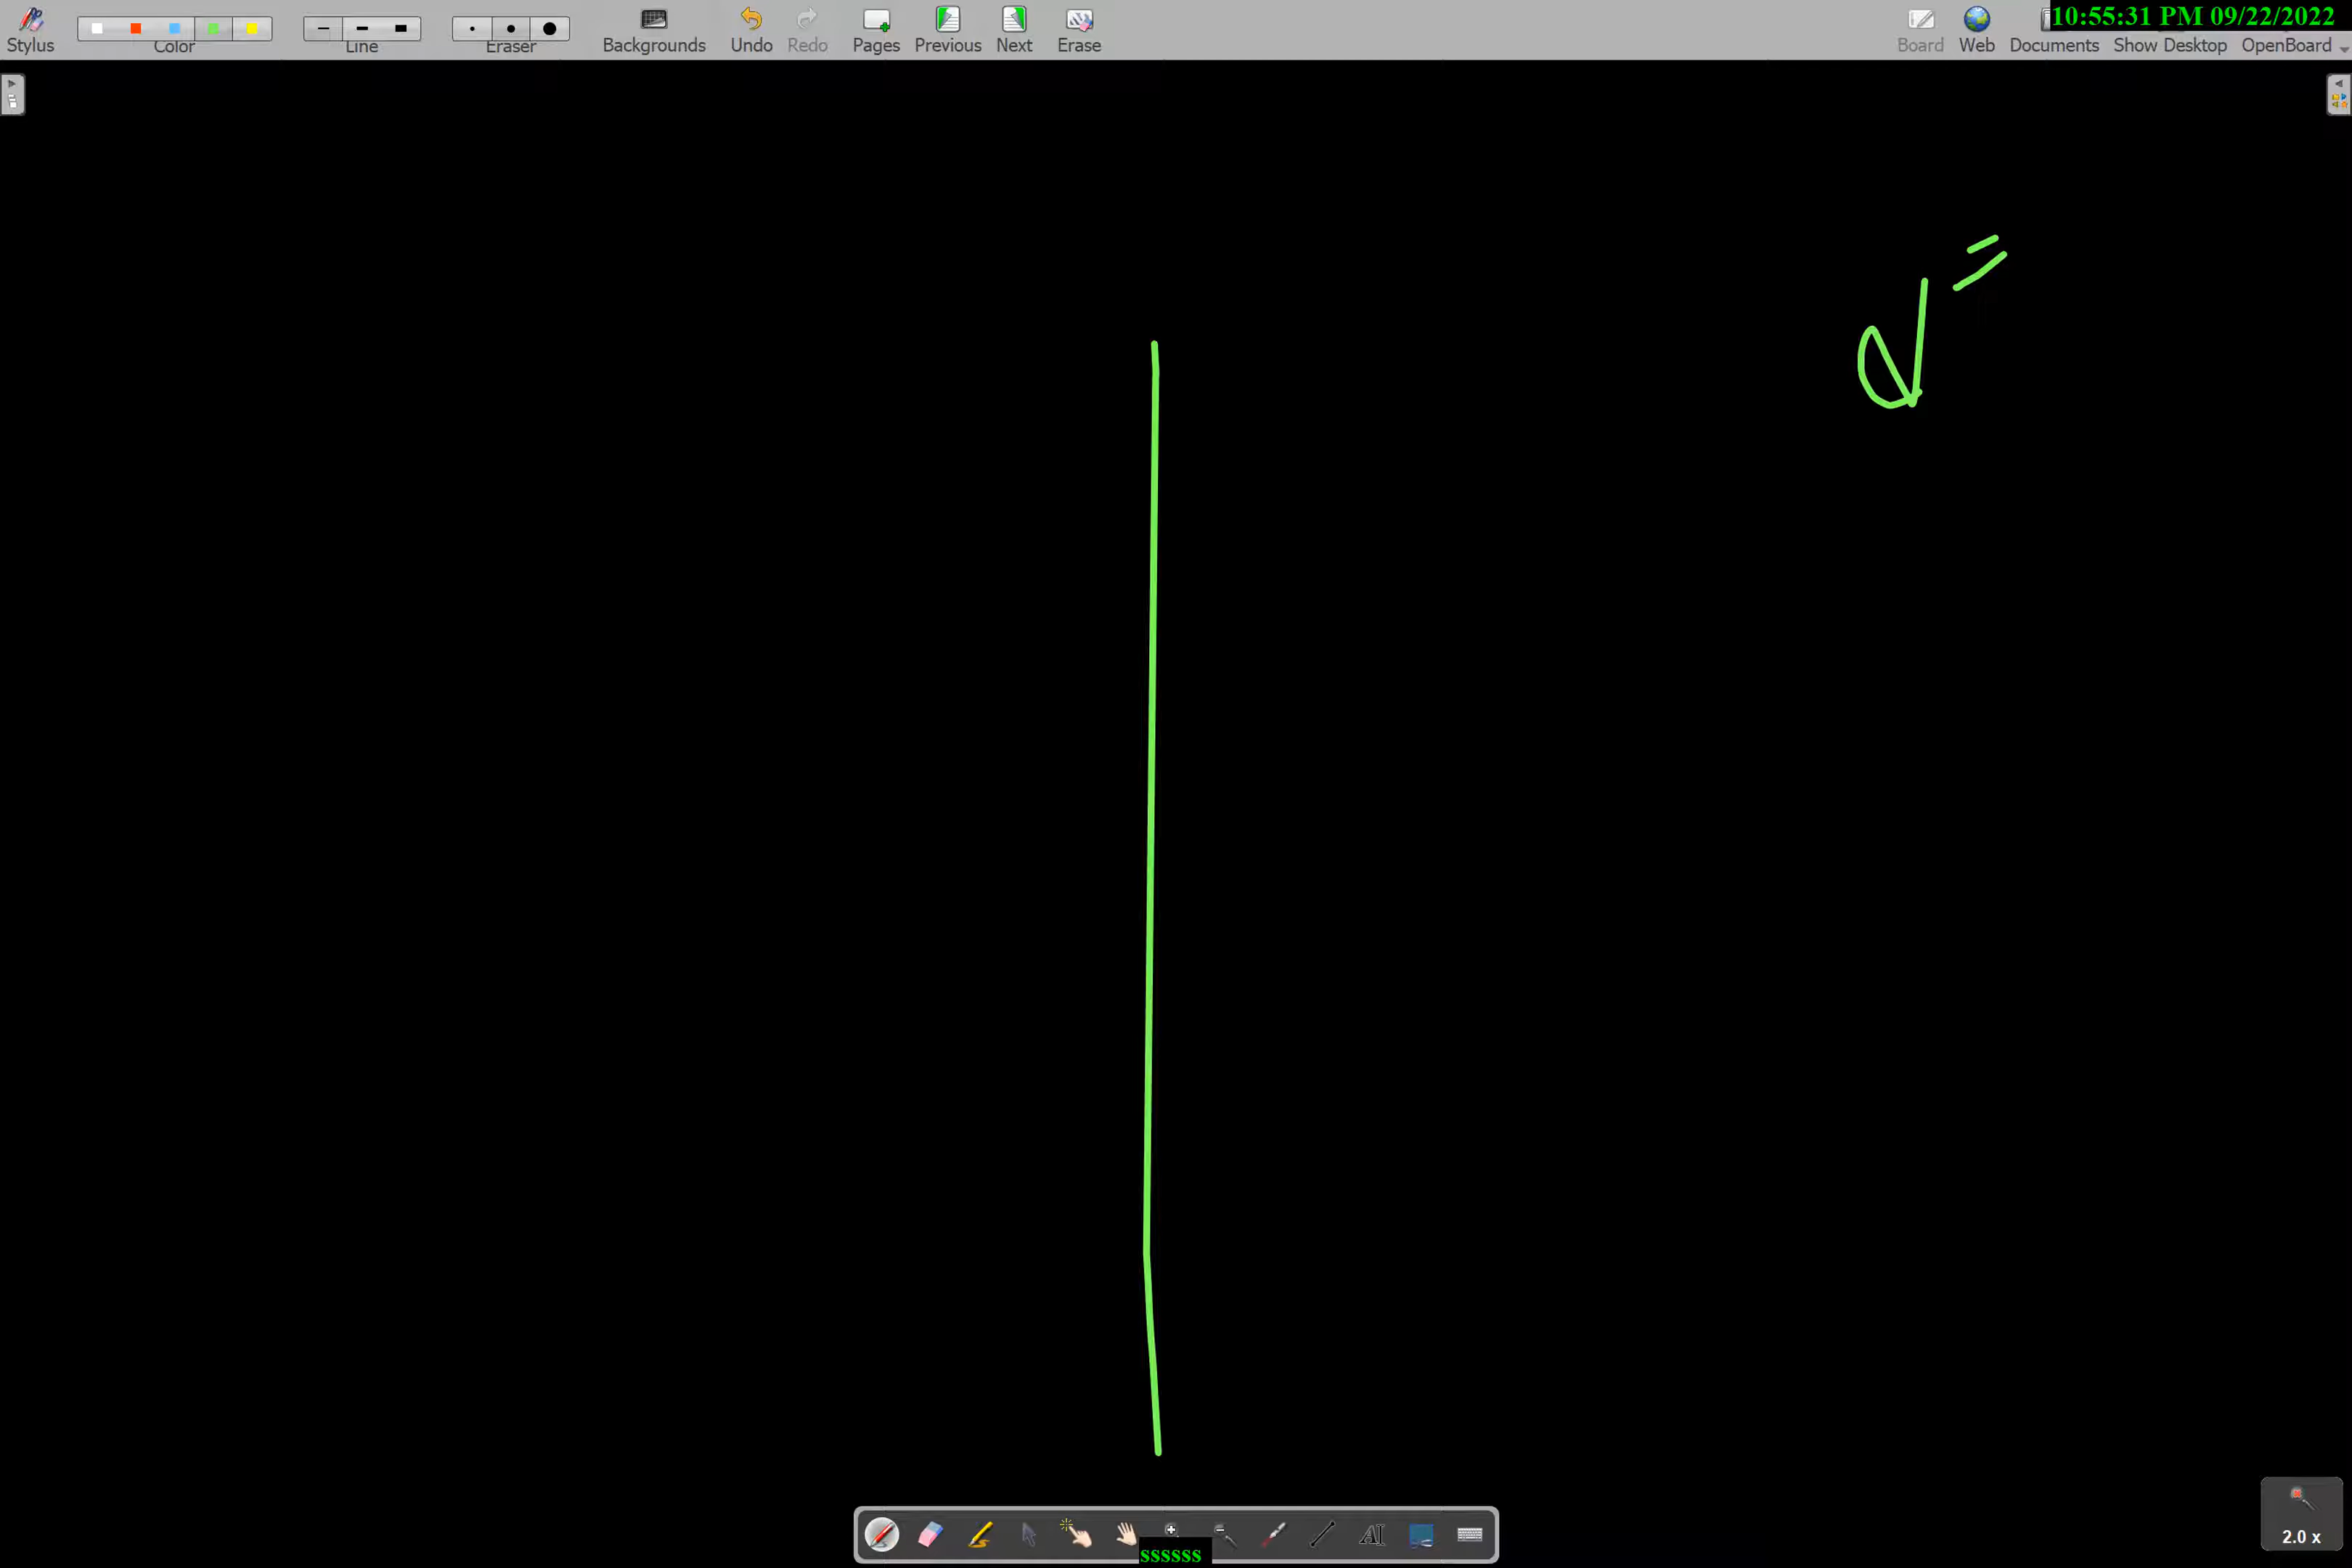 Stylus
Color
Line
Eraser
Backgrounds
Undo
Redo
Pages
Previous
Next
Erase
Board
Web
Documents
Show Desktop
OpenBoard
10:55:31 PM 09/22/2022
d =
AI
ssssss
2.0 x